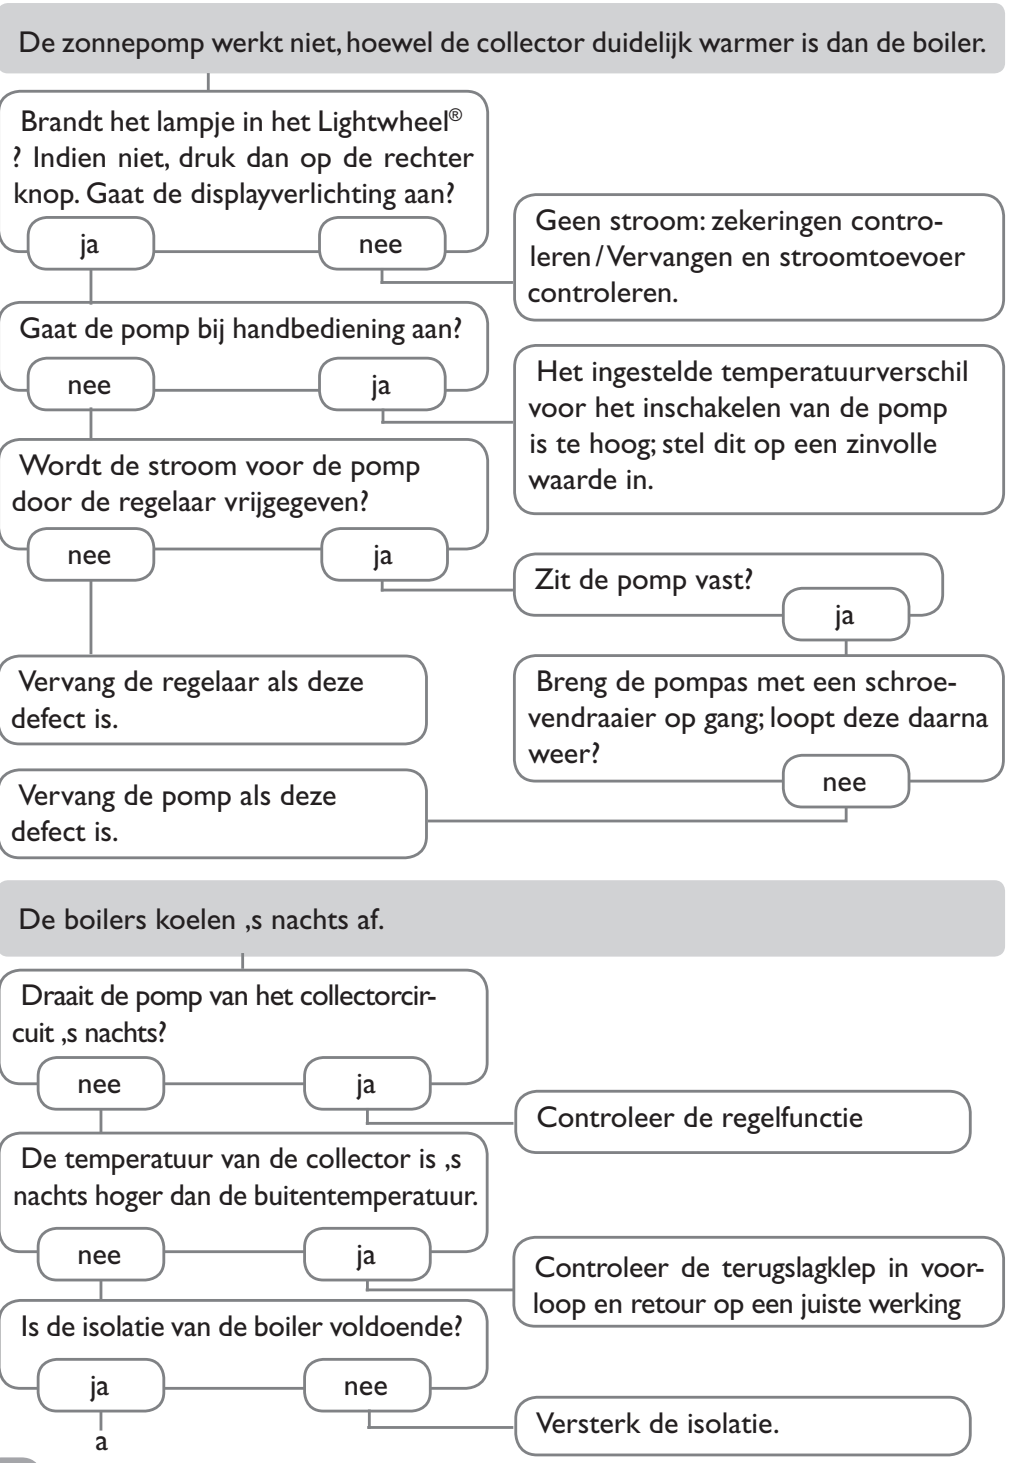 De zonnepomp werkt niet, hoewel de collector duidelijk warmer is dan de boiler.
Brandt het lampje in het Lightwheel®
? Indien niet, druk dan op de rechter
knop. Gaat de displayverlichting aan?
ja
nee
Geen stroom: zekeringen contro-
leren / Vervangen en stroomtoevoer
controleren.
Gaat de pomp bij handbediening aan?
nee
ja
Het ingestelde temperatuurverschil
voor het inschakelen van de pomp
is te hoog; stel dit op een zinvolle
waarde in.
Wordt de stroom voor de pomp
door de regelaar vrijgegeven?
nee
ja
Zit de pomp vast?
ja
Vervang de regelaar als deze
defect is.
Breng de pompas met een schroe-
vendraaier op gang; loopt deze daarna
weer?
nee
Vervang de pomp als deze
defect is.
De boilers koelen ‚s nachts af.
Draait de pomp van het collectorcir-
cuit ‚s nachts?
nee
ja
Controleer de regelfunctie
De temperatuur van de collector is ‚s
nachts hoger dan de buitentemperatuur.
nee
ja
Controleer de terugslagklep in voor-
loop en retour op een juiste werking
Is de isolatie van de boiler voldoende?
ja
nee
Versterk de isolatie.
a